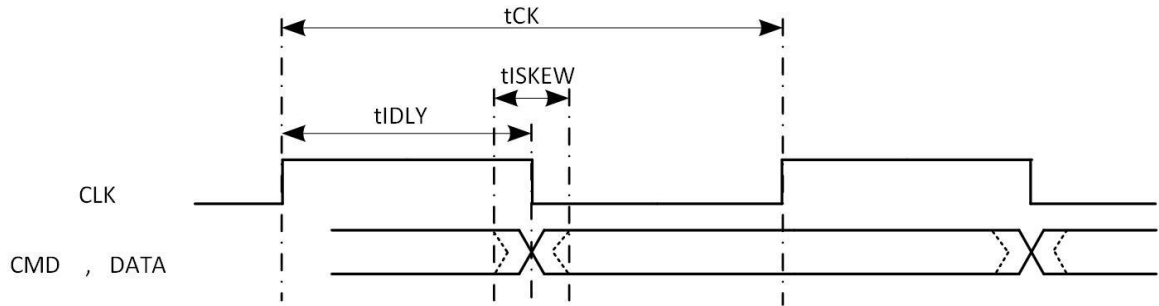 tCK
tISKEW
tIDLY
CLK
CMD , DATA